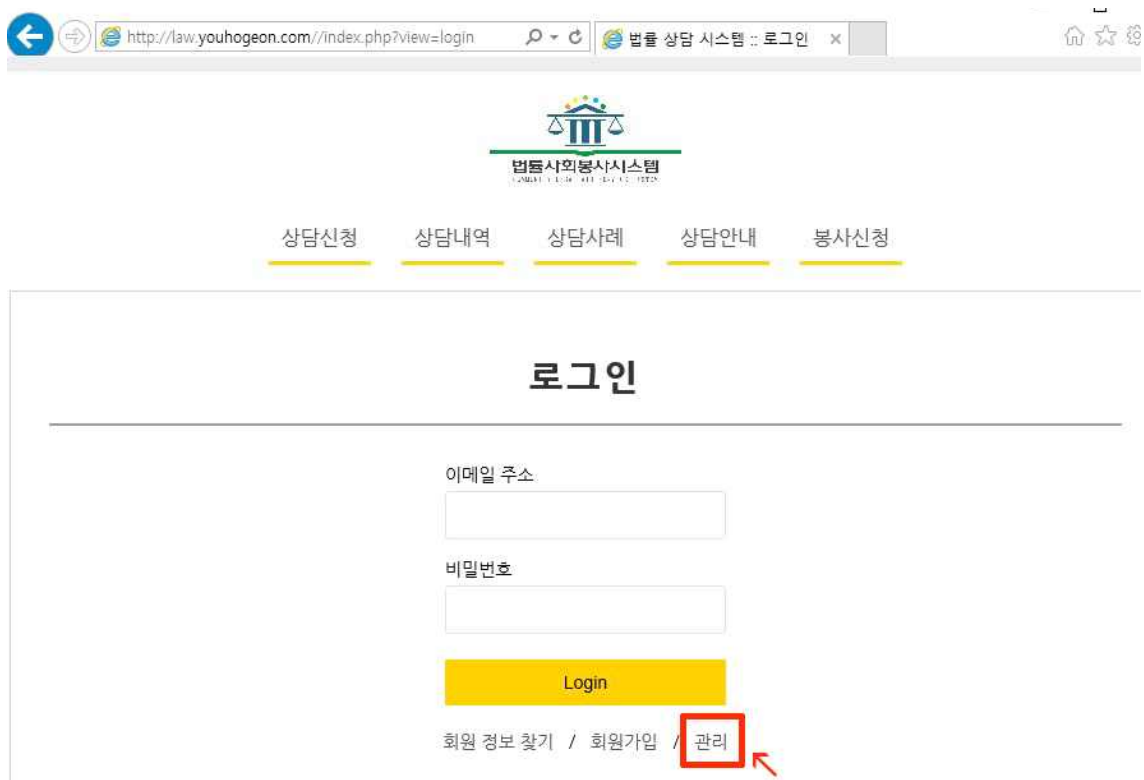 http://law.youhogeon.com//index.php?view=login
법률 상담 시스템 :: 로그인
법률사회봉사시스템
상담신청 상담내역 상담사례 상담안내 봉사신청
로그인
이메일 주소
비밀번호
Login
회원 정보 찾기 / 회원가입 / 관리